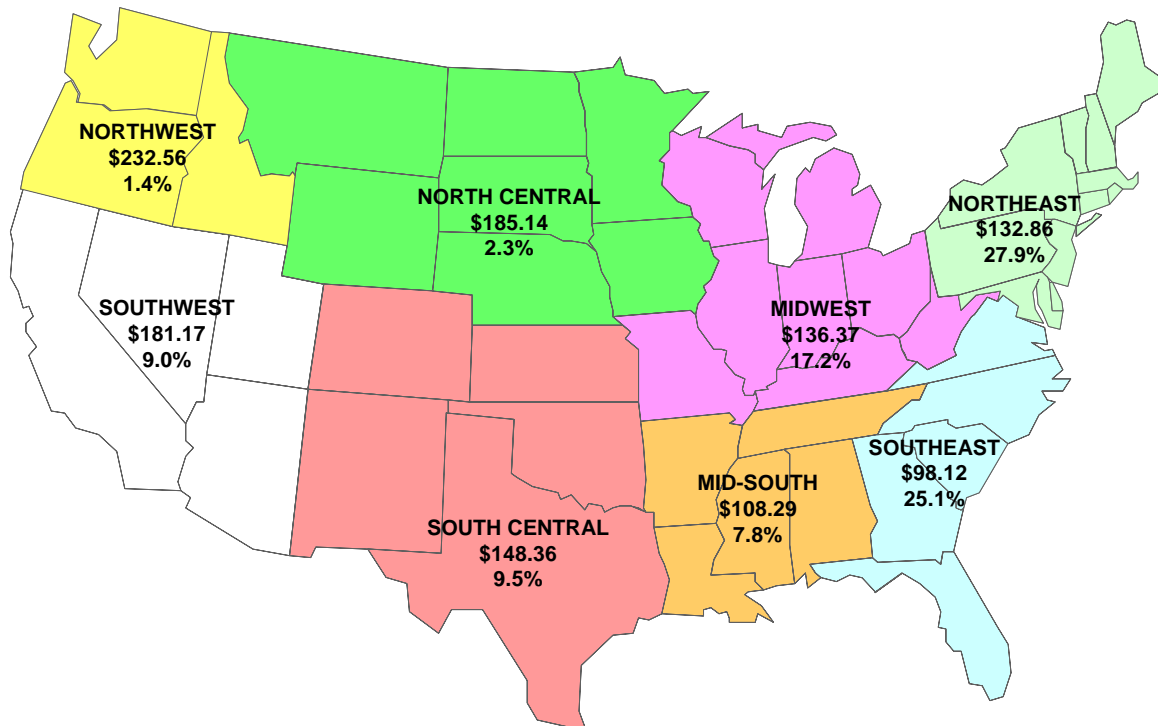 NORTHWEST
$232.56
1.4%
NORTH CENTRAL
$185.14
2.3%
NORTHEAST
$132.86
27.9%
SOUTHWEST
$181.17
9.0%
MIDWEST
$136.37
17.2%
SOUTHEAST
$98.12
25.1%
MID-SOUTH
$108.29
7.8%
SOUTH CENTRAL
$148.36
9.5%